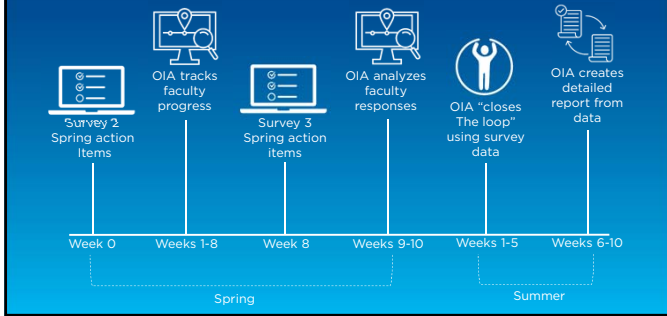 Survey 2
Spring action
Items
OIA tracks
faculty
progress
Survey 3
Spring action
items
OIA analyzes
faculty
responses
OIA “closes
The loop”
using survey
data
OIA creates
detailed
report from
data
Week 0
Weeks 1-8
Week 8
Weeks 9-10
Weeks 1-5
Weeks 6-10
Spring
Summer